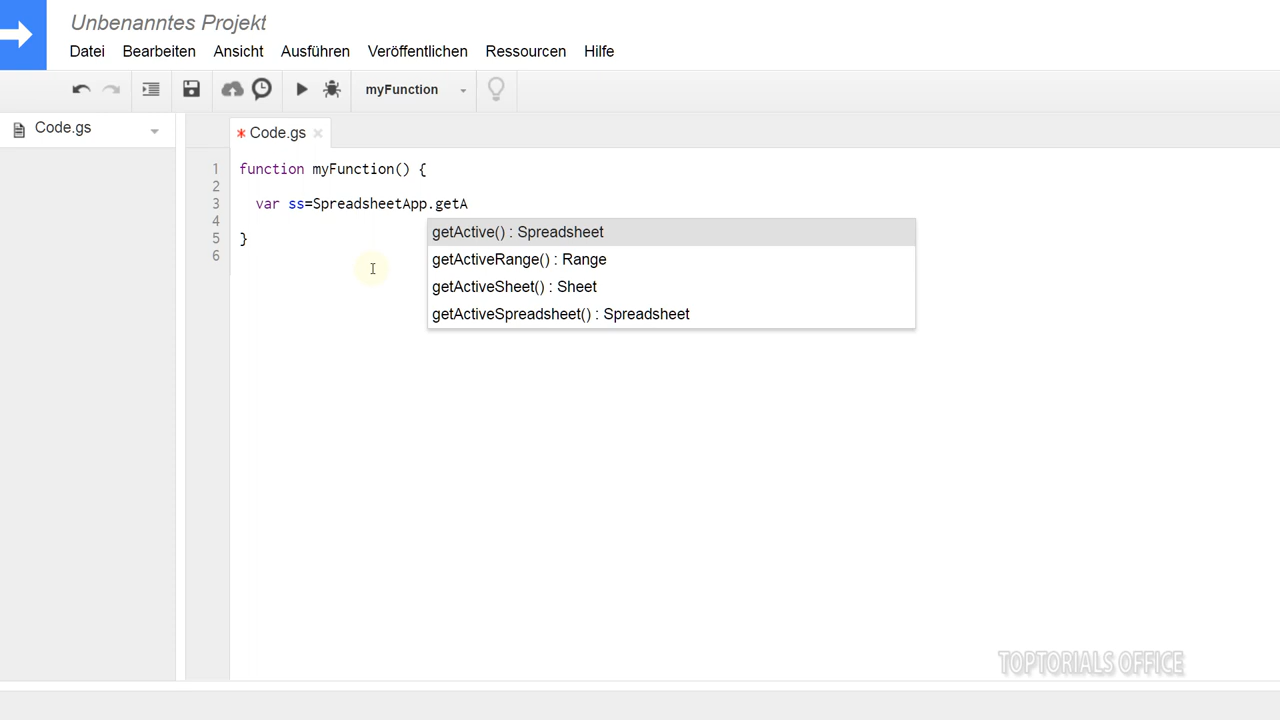 Unbenanntes Projekt
Datei Bearbeiten Ansicht Ausführen Veröffentlichen Ressourcen Hilfe
myFunction
Code.gs
* Code.gs ×
1 function myFunction() {
2
3 var ss=SpreadsheetApp.getA
4
5 }
6
getActive() : Spreadsheet
getActiveRange() : Range
getActiveSheet() : Sheet
getActiveSpreadsheet() : Spreadsheet
TOPTORIALS OFFICE